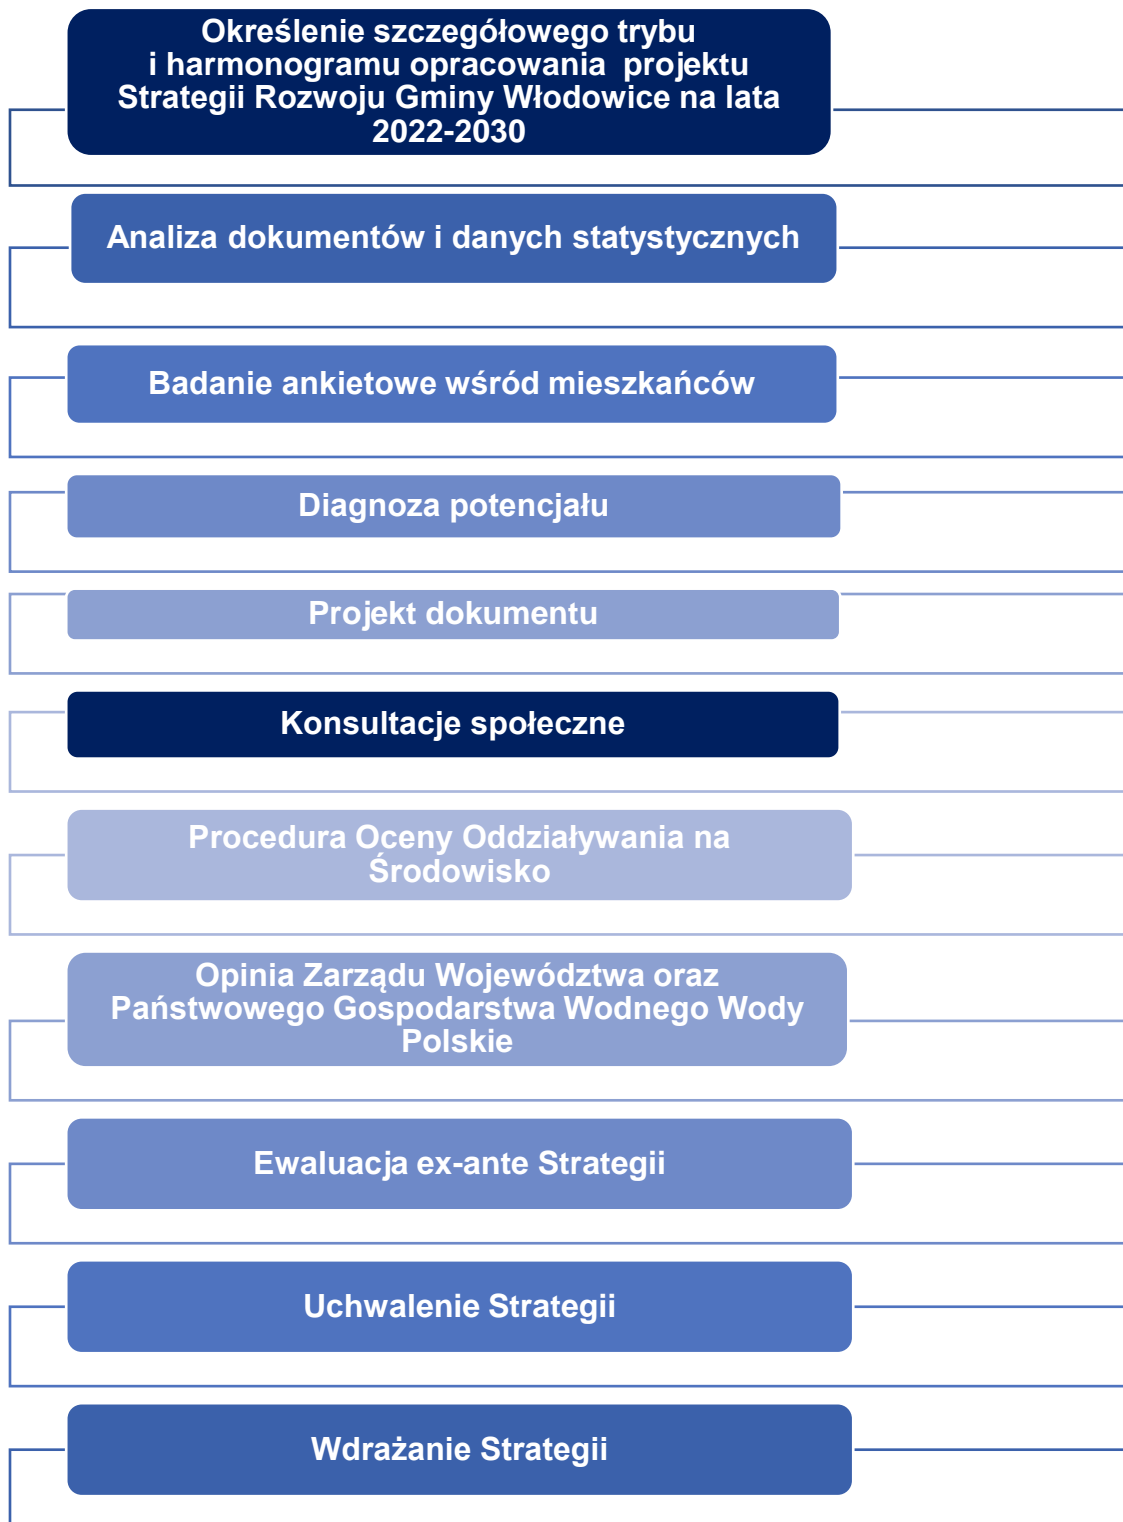 Określenie szczegółowego trybu
i harmonogramu opracowania projektu
Strategii Rozwoju Gminy Włodowice na lata
2022-2030
Analiza dokumentów i danych statystycznych
Badanie ankietowe wśród mieszkańców
Diagnoza potencjału
Projekt dokumentu
Konsultacje społeczne
Procedura Oceny Oddziaływania na
Środowisko
Opinia Zarządu Województwa oraz
Państwowego Gospodarstwa Wodnego Wody
Polskie
Ewaluacja ex-ante Strategii
Uchwalenie Strategii
Wdrażanie Strategii